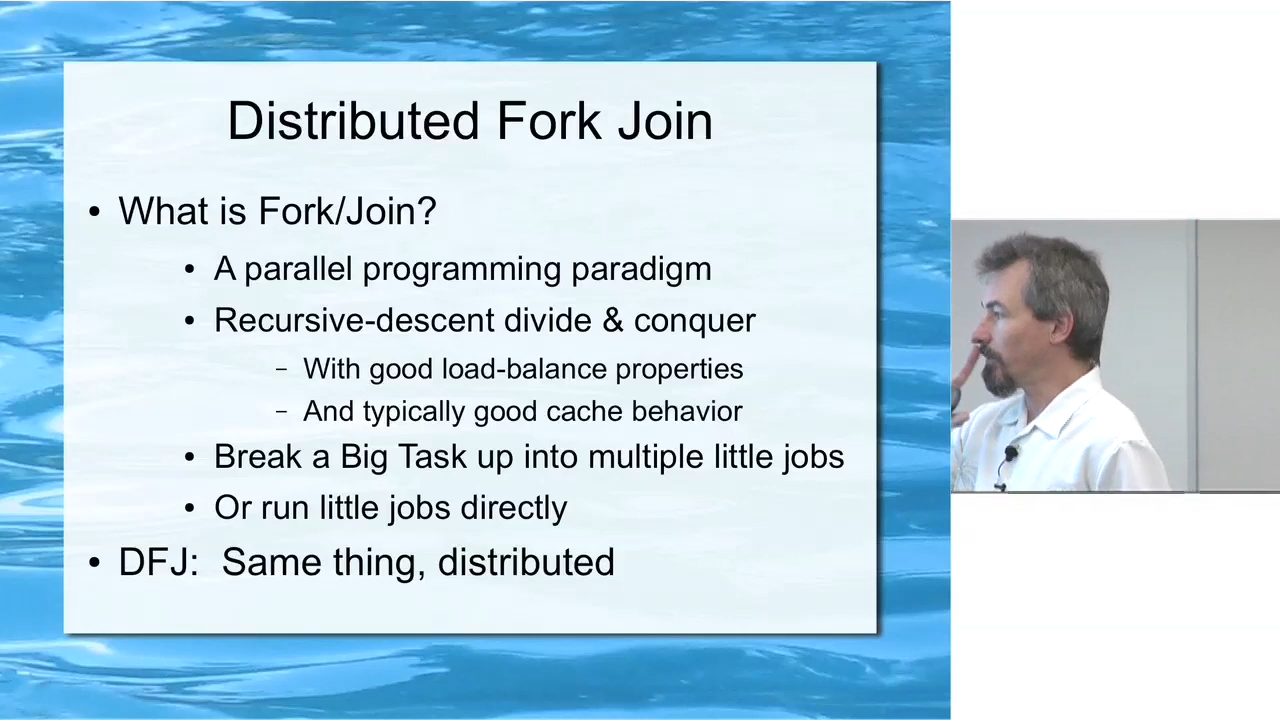 Distributed Fork Join
• What is Fork/Join?
• A parallel programming paradigm
• Recursive-descent divide & conquer
– With good load-balance properties
– And typically good cache behavior
• Break a Big Task up into multiple little jobs
• Or run little jobs directly
• DFJ:  Same thing, distributed